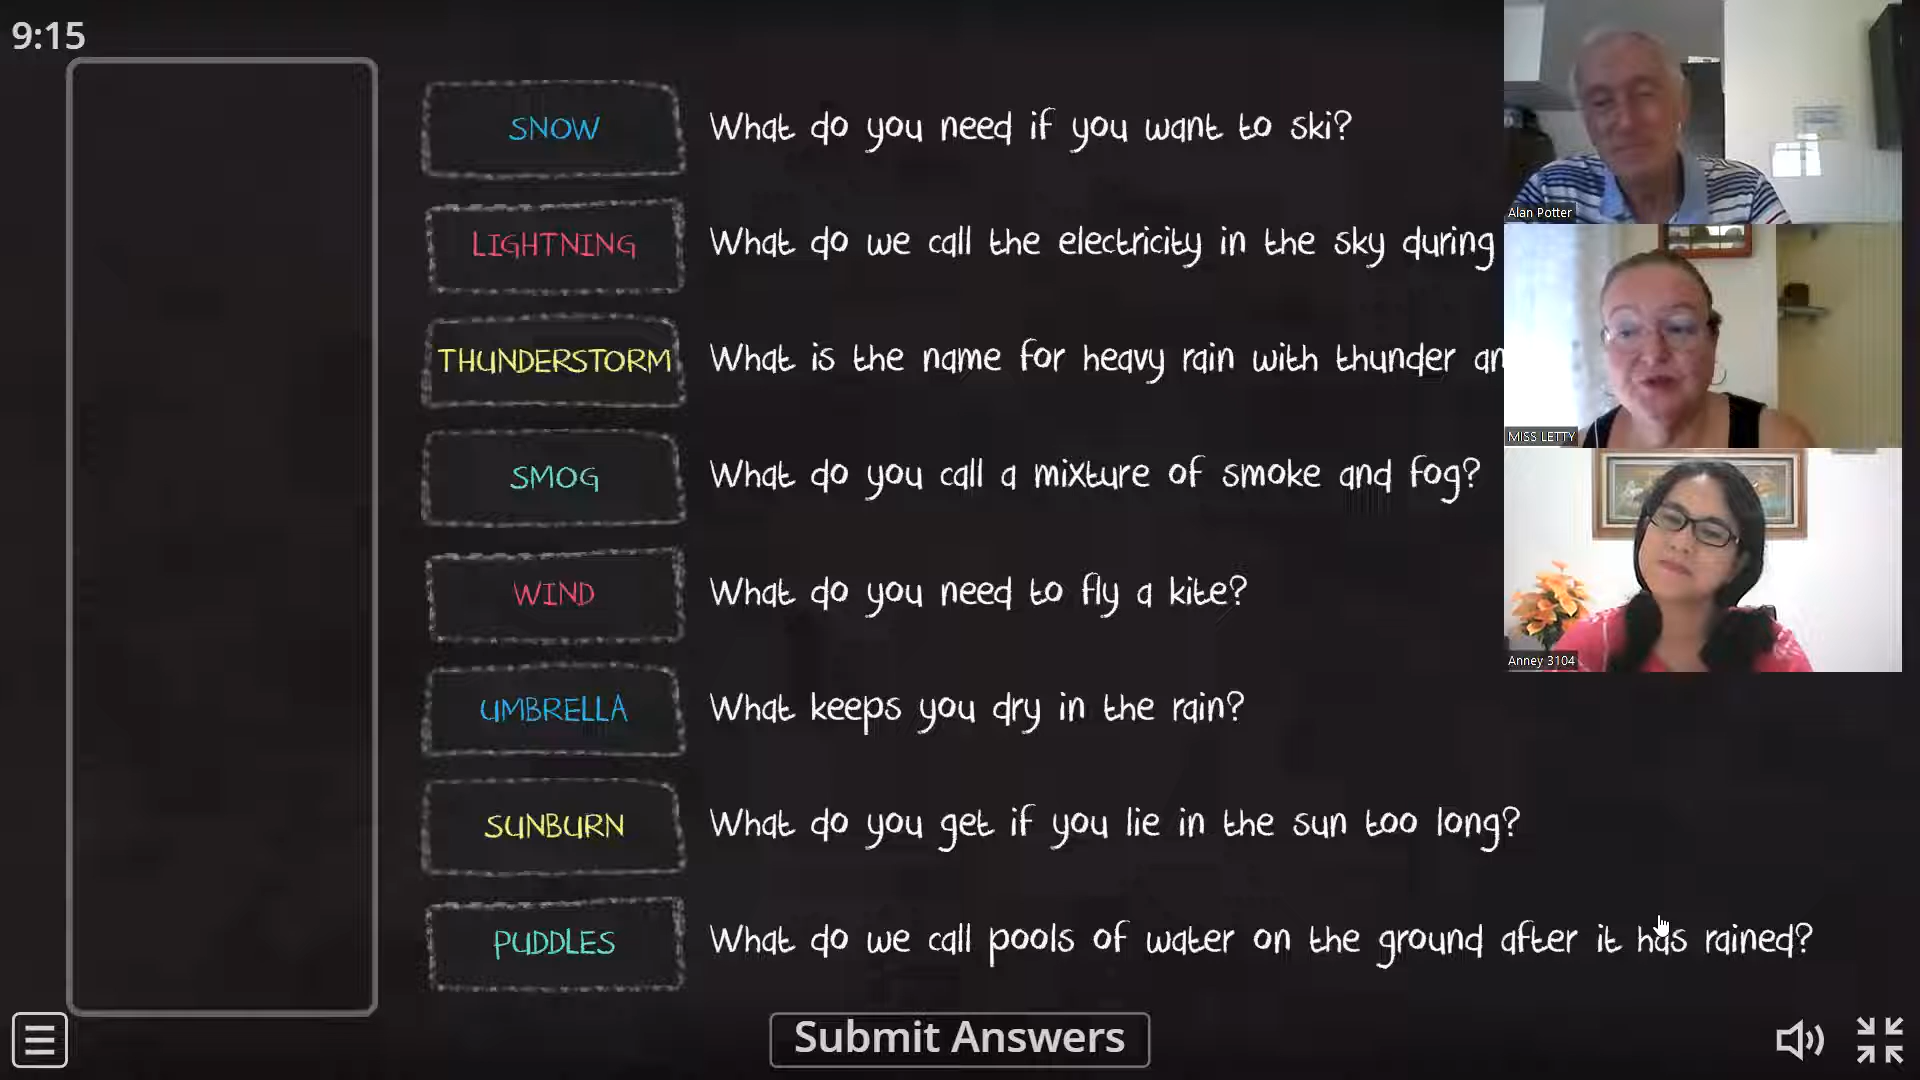 9:15
SNOW What do you need if you want to ski?
LIGHTNING What do we call the electricity in the sky during
THUNDERSTORM What is the name for heavy rain with thunder
SMOG What do you call a mixture of smoke and fog?
WIND What do you need to fly a kite?
UMBRELLA What keeps you dry in the rain?
SUNBURN What do you get if you lie in the sun too long?
PUDDLES What do we call pools of water on the ground after it has rained?
Submit Answers
Alan Potter
MISS LETTY
Anney 3104